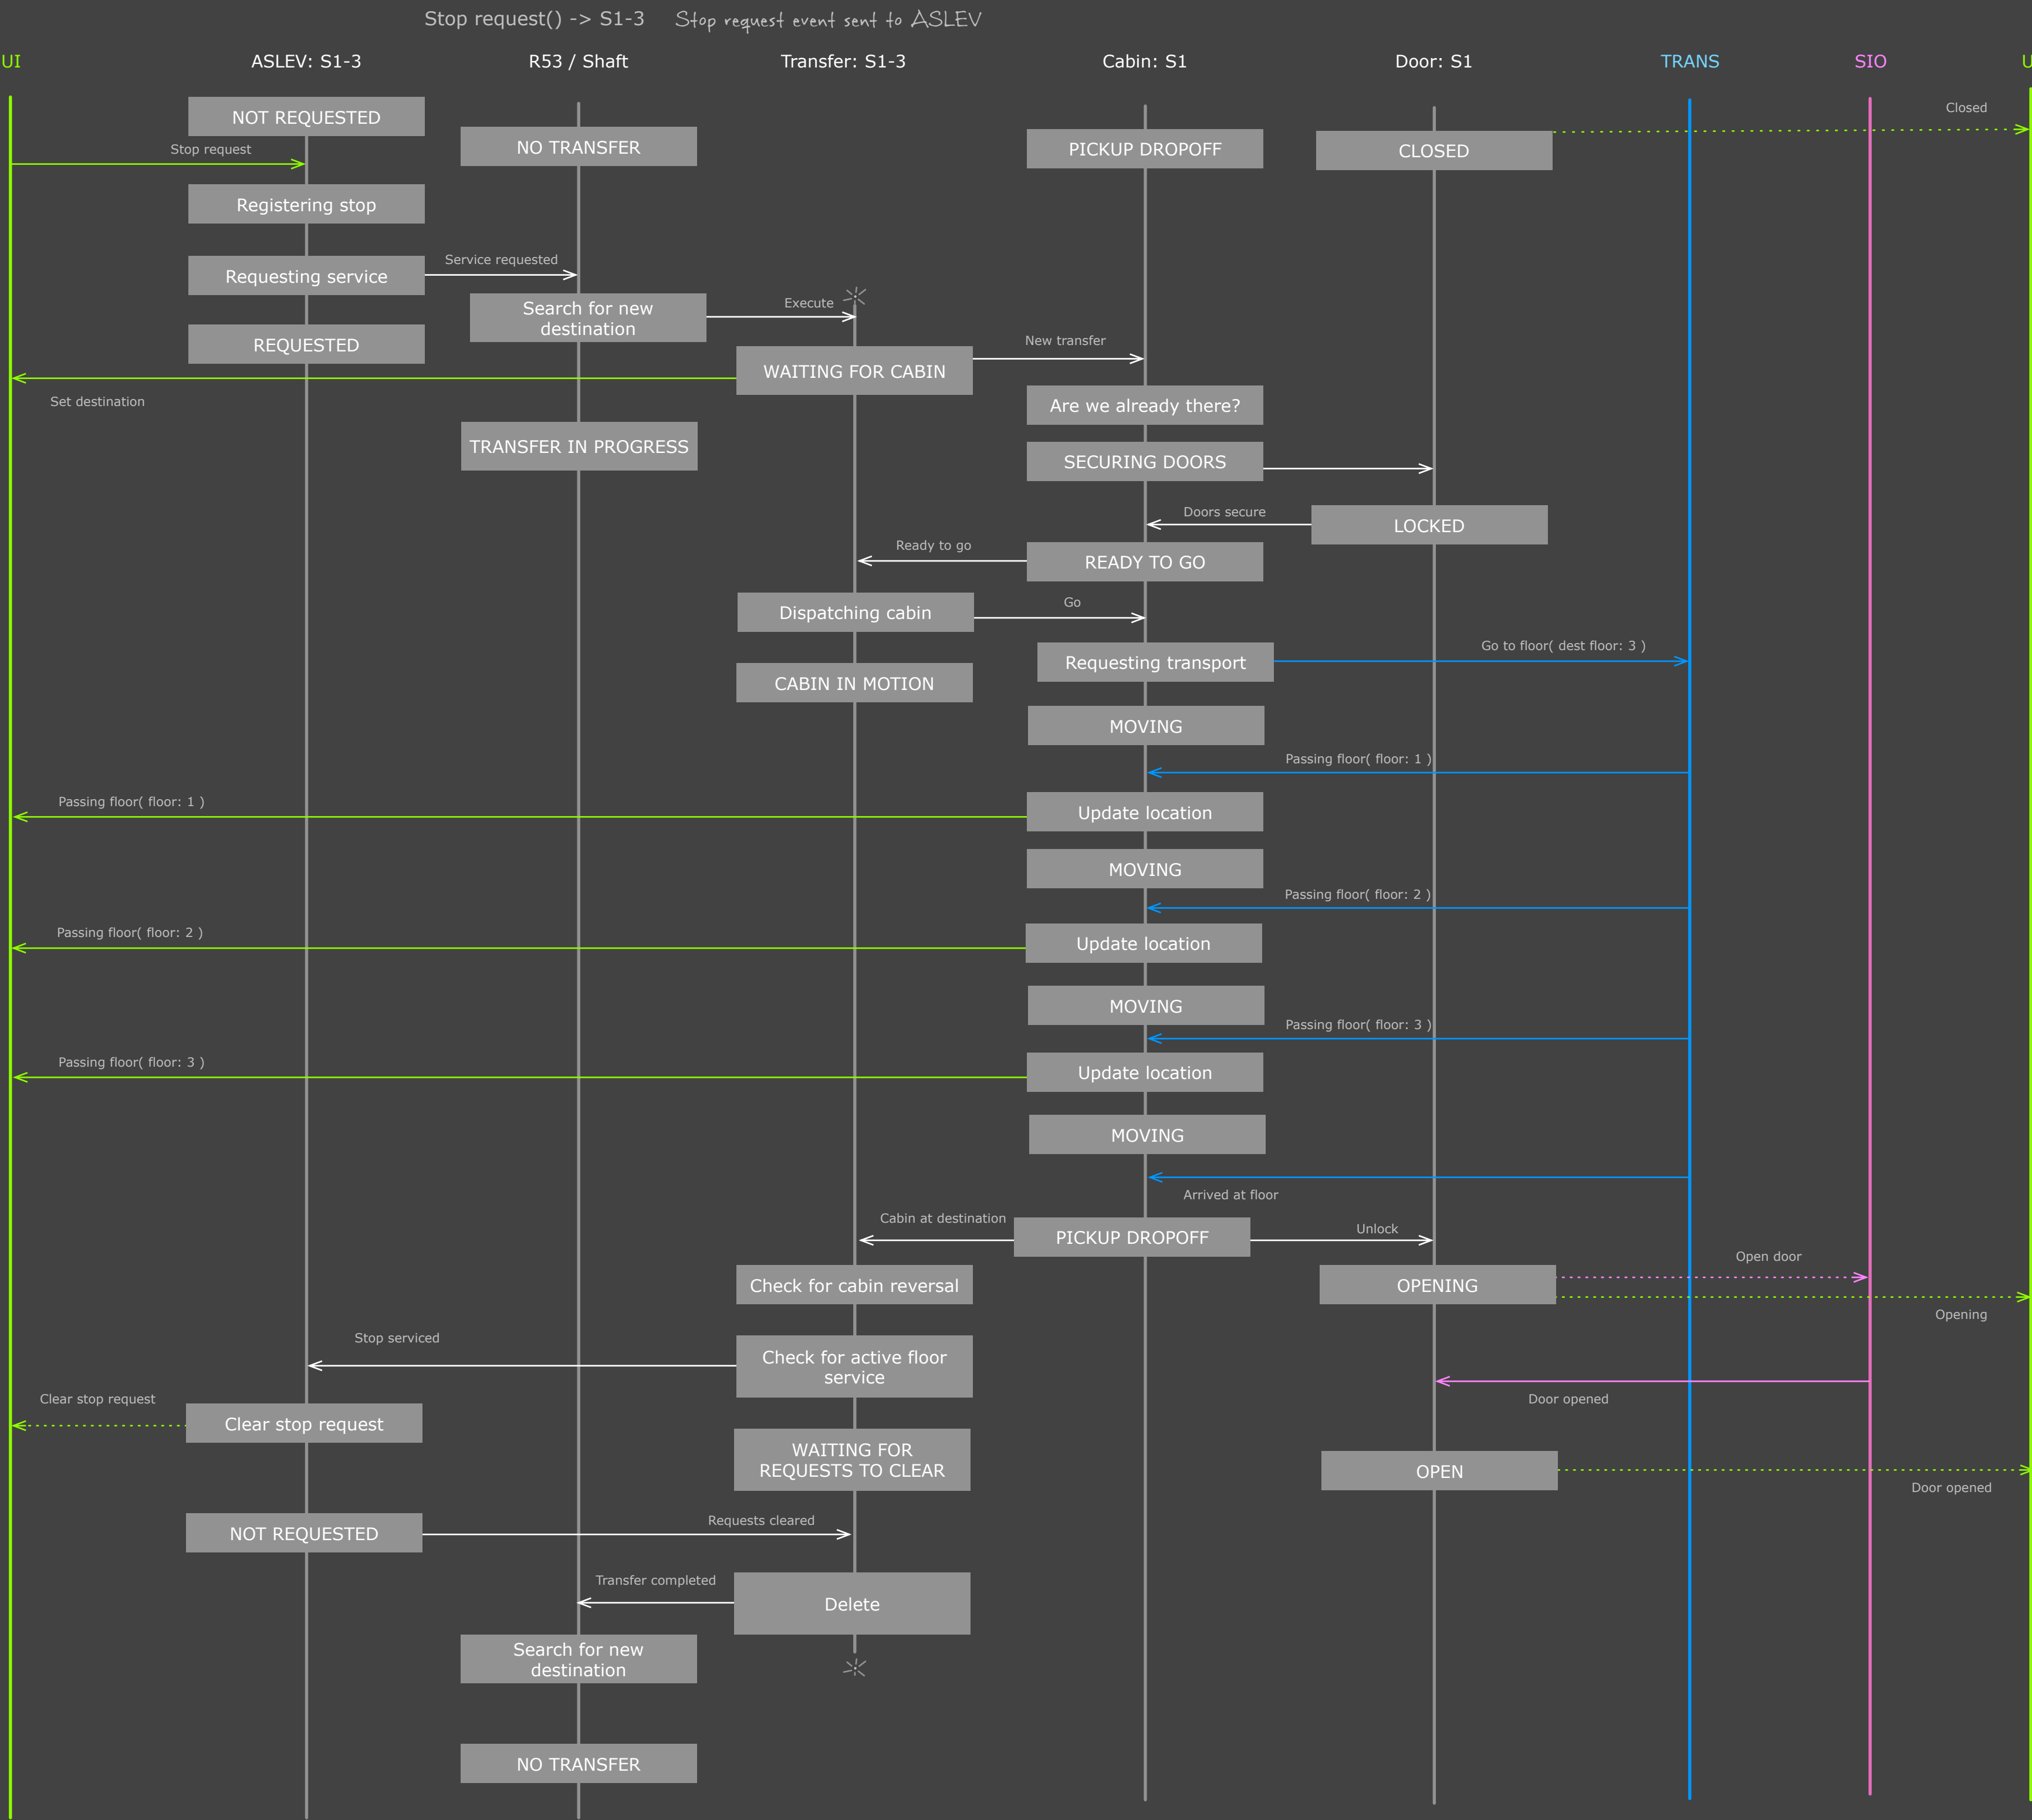 Stop request() -> S1-3
Stop request event sent to ASLEV
UI
ASLEV: S1-3
R53 / Shaft
Transfer: S1-3
Cabin: S1
Door: S1
TRANS
SIO
U
Closed
NOT REQUESTED
NO TRANSFER
PICKUP DROPOFF
CLOSED
Stop request
Registering stop
Service requested
Requesting service
Execute
Search for new
destination
New transfer
REQUESTED
WAITING FOR CABIN
Set destination
Are we already there?
TRANSFER IN PROGRESS
SECURING DOORS
Doors secure
LOCKED
Ready to go
READY TO GO
Dispatching cabin
Go
Requesting transport
Go to floor( dest floor: 3 )
CABIN IN MOTION
MOVING
Passing floor( floor: 1 )
Passing floor( floor: 1 )
Update location
MOVING
Passing floor( floor: 2 )
Passing floor( floor: 2 )
Update location
MOVING
Passing floor( floor: 3 )
Passing floor( floor: 3 )
Update location
MOVING
Arrived at floor
Cabin at destination
PICKUP DROPOFF
Unlock
Open door
Check for cabin reversal
OPENING
Opening
Stop serviced
Check for active floor
service
Clear stop request
Door opened
Clear stop request
WAITING FOR
REQUESTS TO CLEAR
OPEN
Door opened
Requests cleared
NOT REQUESTED
Transfer completed
Delete
Search for new
destination
NO TRANSFER